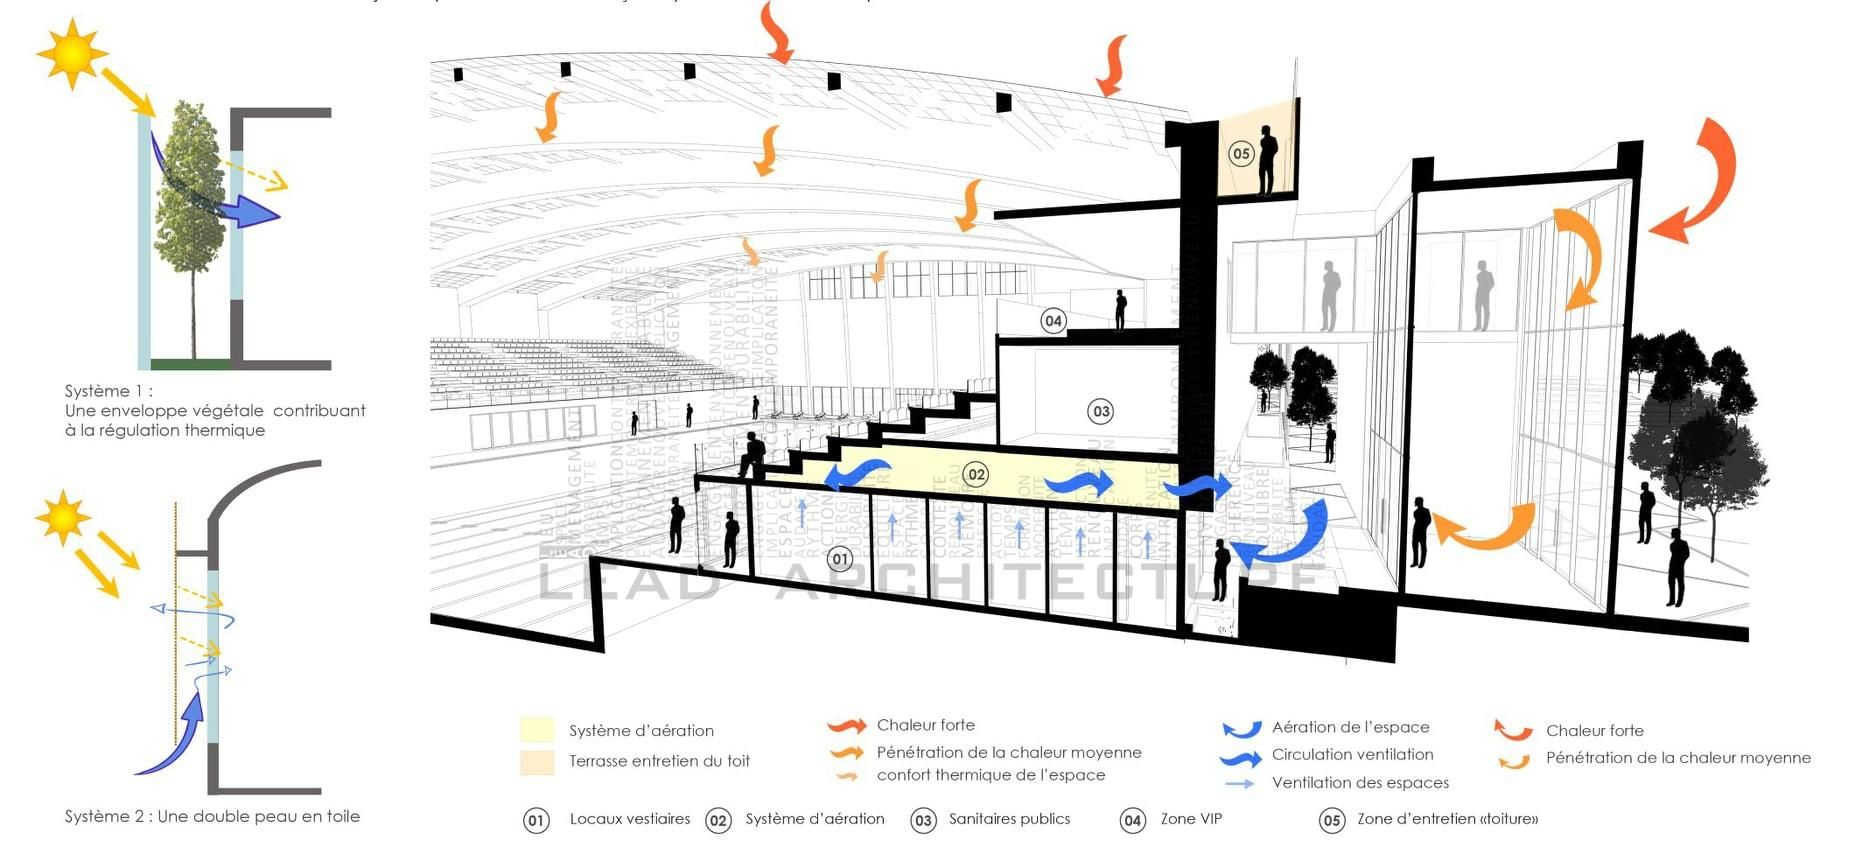 05
04
03
02
01
LEAD ARCHITECTURE
Système 1 :
Une enveloppe végétale contribuant
à la régulation thermique
Système 2 : Une double peau en toile
Système d’aération
Terrasse entretien du toit
Chaleur forte
Pénétration de la chaleur moyenne
confort thermique de l’espace
Aération de l’espace
Circulation ventilation
Ventilation des espaces
Chaleur forte
Pénétration de la chaleur moyenne
01 Locaux vestiaires 02 Système d’aération 03 Sanitaires publics 04 Zone VIP 05 Zone d’entretien «toiture»